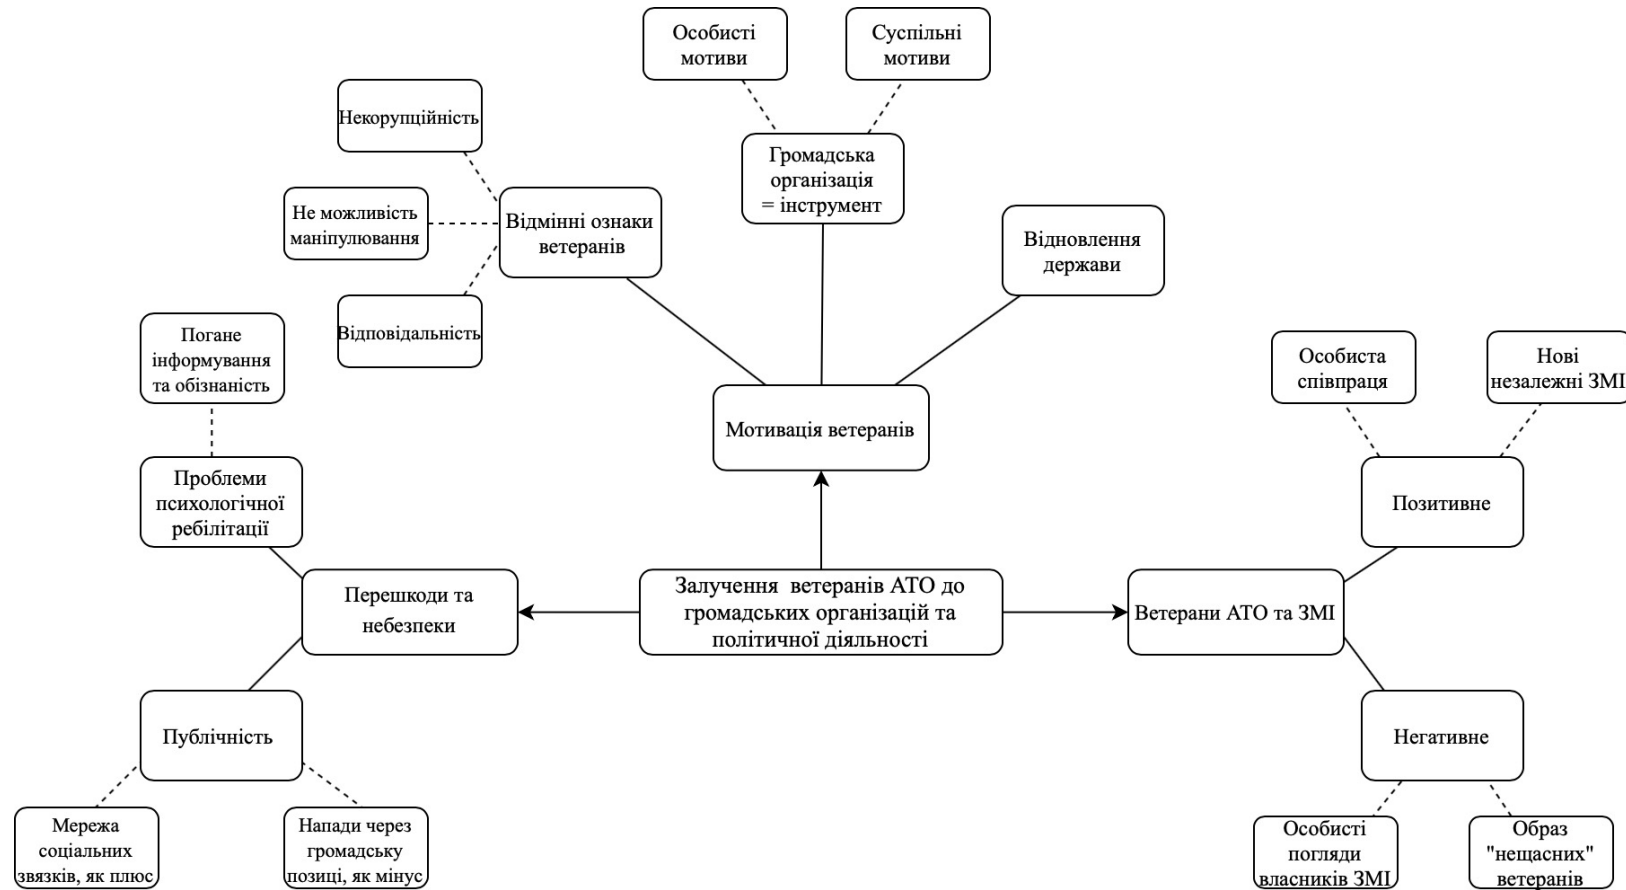 Особисті
мотиви
Суспільні
мотиви
Некорупційність
Громадська
організація
= інструмент
Не можливість
маніпулювання
Відмінні ознаки
ветеранів
Відновлення
держави
Відповідальність
Погане
інформування
та обізнаність
Особиста
співпраця
Нові
незалежні ЗМІ
Мотивація ветеранів
Проблеми
психологічної
ребілітації
Позитивне
Перешкоди та
небезпеки
Залучення ветеранів АТО до
громадських організацій та
політичної діяльності
Ветерани АТО та ЗМІ
Публічність
Негативне
Мережа
соціальних
звязків, як плюс
Напади через
громадську
позиці, як мінус
Особисті
погляди
власників ЗМІ
Образ
"нещасних"
ветеранів